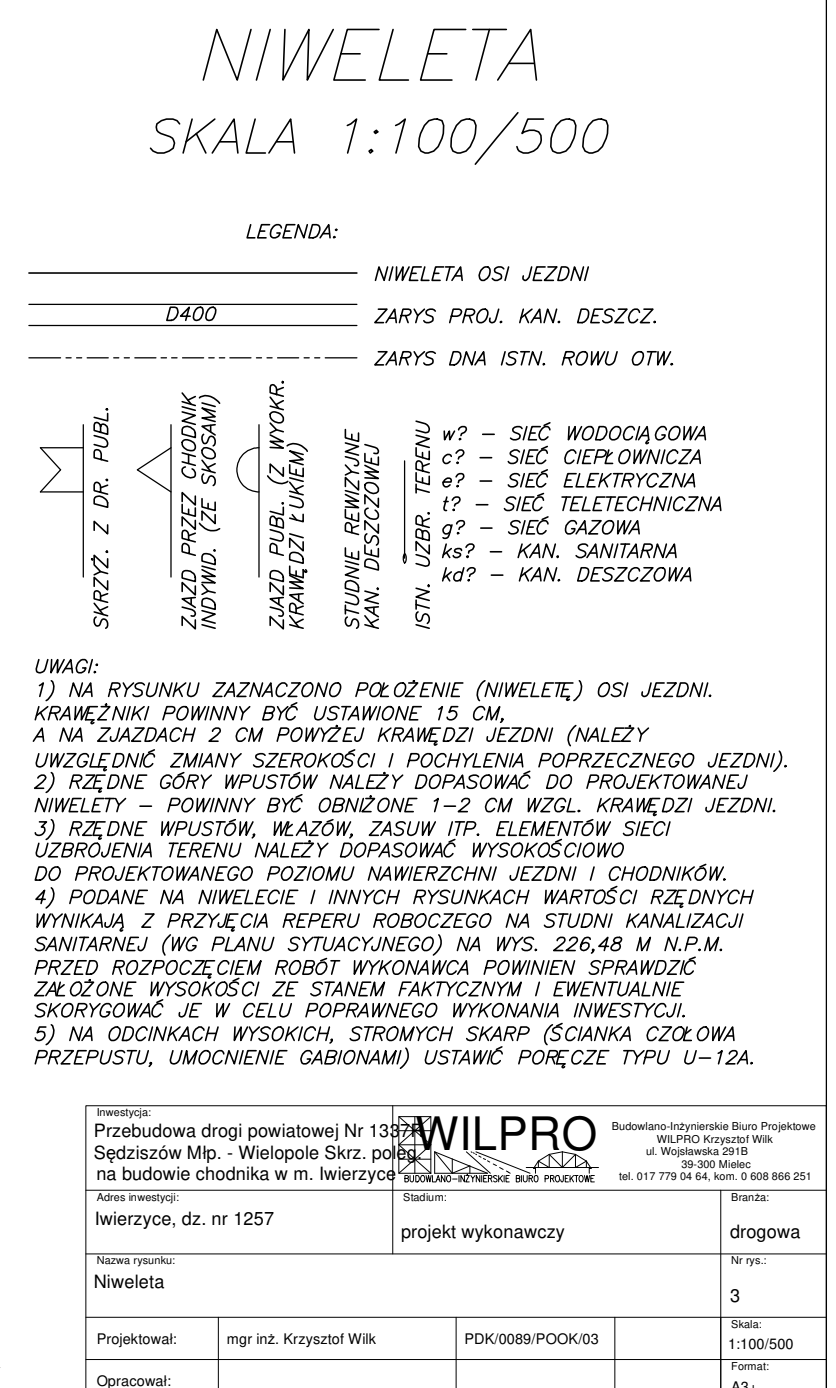 NIWELETA
SKALA 1:100/500
LEGENDA:
NIWELETA OSI JEZDNI
D400
ZARYS PROJ. KAN. DESZCZ.
ZARYS DNA ISTN. ROWU OTW.
SKRZYŻ. Z DR. PUBL.
ZJAZD PRZEZ CHODNIK
INDYWID. (ZE SKOSAMI)
ZJAZD PUBL. (Z WYOKR.
KRAWĘDZI ŁUKIEM)
STUDNIE REWIZYJNE
KAN. DESZCZOWEJ
ISTN. UZBR. TERENU
w? – SIEĆ WODOCIĄGOWA
c? – SIEĆ CIEPŁOWNICZA
e? – SIEĆ ELEKTRYCZNA
t? – SIEĆ TELETECHNICZNA
g? – SIEĆ GAZOWA
ks? – KAN. SANITARNA
kd? – KAN. DESZCZOWA
UWAGI:
1) NA RYSUNKU ZAZNACZONO POŁOŻENIE (NIWELETĘ) OSI JEZDNI.
KRAWĘŻNIKI POWINNY BYĆ USTAWIONE 15 CM,
A NA ZJAZDACH 2 CM POWYŻEJ KRAWĘDZI JEZDNI (NALEŻY
UWZGLĘDNIĆ ZMIANY SZEROKOŚCI I POCHYLENIA POPRZECZNEGO JEZDNI).
2) RZĘDNE GÓRY WPUSTÓW NALEŻY DOPASOWAĆ DO PROJEKTOWANEJ
NIWELETY – POWINNY BYĆ OBNIŻONE 1–2 CM WZGL. KRAWĘDZI JEZDNI.
3) RZĘDNE WPUSTÓW, WŁAZÓW, ZASUW ITP. ELEMENTÓW SIECI
UZBROJENIA TERENU NALEŻY DOPASOWAĆ WYSOKOŚCIOWO
DO PROJEKTOWANEGO POZIOMU NAWIERZCHNI JEZDNI I CHODNIKÓW.
4) PODANE NA NIWELECIE I INNYCH RYSUNKACH WARTOŚCI RZĘDNYCH
WYNIKAJĄ Z PRZYJĘCIA REPERU ROBOCZEGO NA STUDNI KANALIZACJI
SANITARNEJ (WG PLANU SYTUACYJNEGO) NA WYS. 226,48 M N.P.M.
PRZED ROZPOCZĘCIEM ROBÓT WYKONAWCA POWINIEN SPRAWDZIĆ
ZAŁOŻONE WYSOKOŚCI ZE STANEM FAKTYCZNYM I EWENTUALNIE
SKORYGOWAĆ JE W CELU POPRAWNEGO WYKONANIA INWESTYCJI.
5) NA ODCINKACH WYSOKICH, STROMYCH SKARP (ŚCIANKA CZOŁOWA
PRZEPUSTU, UMOCNIENIE GABIONAMI) USTAWIĆ PORĘCZE TYPU U–12A.
Inwestycja:
Przebudowa drogi powiatowej Nr 1337R
Sędziszów Młp. - Wielopole Skrz. poleg.
na budowie chodnika w m. Iwierzyce
WILPRO
BUDOWLANO–INŻYNIERSKIE BIURO PROJEKTOWE
Budowlano-Inżynierskie Biuro Projektowe
WILPRO Krzysztof Wilk
ul. Wojsławska 291B
39-300 Mielec
tel. 017 779 04 64, kom. 0 608 866 251
Adres inwestycji:
Iwierzyce, dz. nr 1257
Stadium:
projekt wykonawczy
Branża:
drogowa
Nazwa rysunku:
Niweleta
Nr rys.:
3
Projektował:
mgr inż. Krzysztof Wilk
PDK/0089/POOK/03
Skala:
1:100/500
Opracował:
Format:
A3+